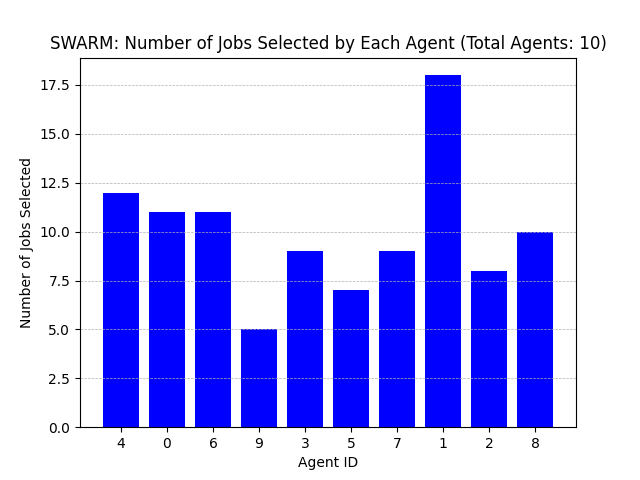 SWARM: Number of Jobs Selected by Each Agent (Total Agents: 10)
Number of Jobs Selected
17.5
15.0
12.5
10.0
7.5
5.0
2.5
0.0
4 0 6 9 3 5 7 1 2 8
Agent ID